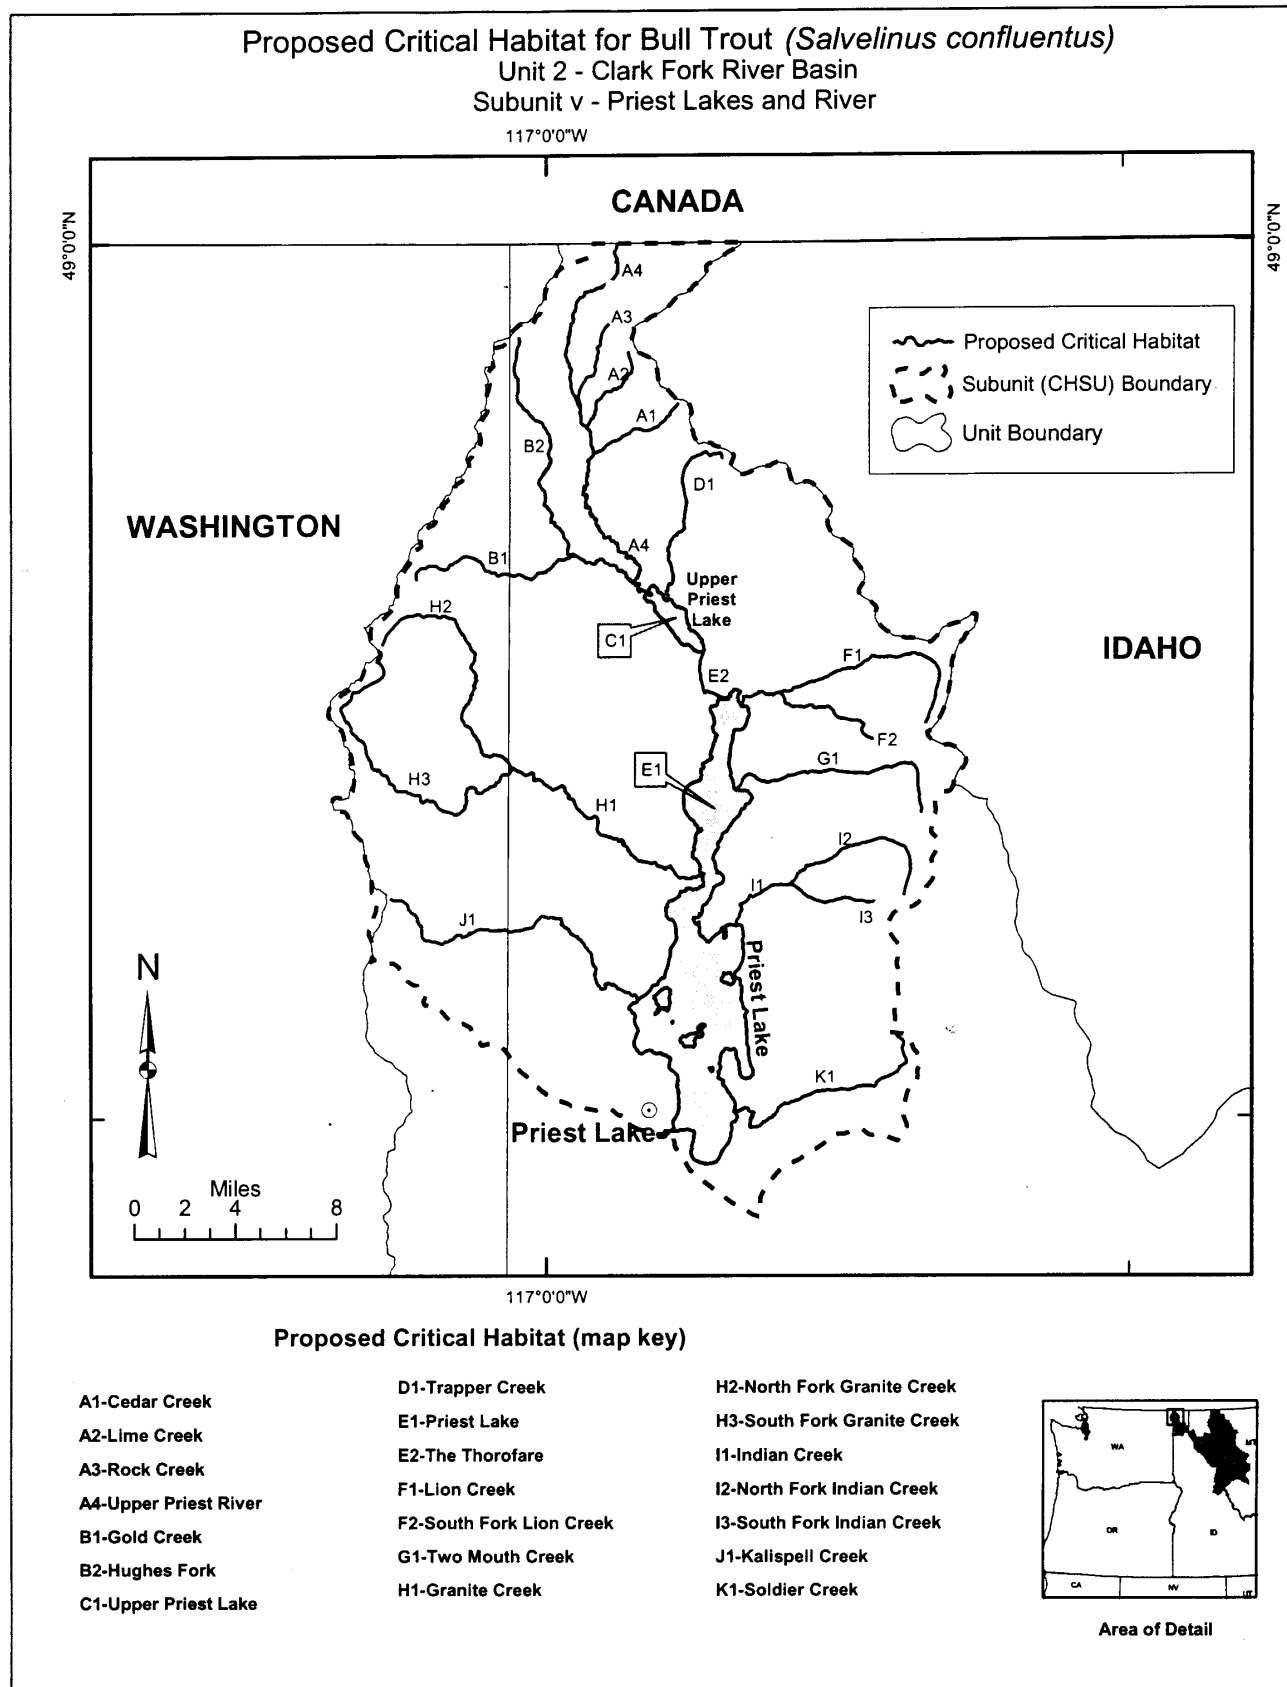 Proposed Critical Habitat for Bull Trout (Salvelinus confluentus)
Unit 2 - Clark Fork River Basin
Subunit v - Priest Lakes and River
117°0'0"W
CANADA
49°0'0"N
49°0'0"N
A4
A3
A2
A1
Proposed Critical Habitat
Subunit (CHSU) Boundary
Unit Boundary
B2
D1
WASHINGTON
A4
B1
Upper
Priest
Lake
H2
C1
IDAHO
F1
E2
F2
G1
E1
H3
H1
I2
I1
I3
J1
Priest Lake
N
K1
Priest Lake
Miles
0 2 4 8
117°0'0"W
Proposed Critical Habitat (map key)
A1-Cedar Creek
A2-Lime Creek
A3-Rock Creek
A4-Upper Priest River
B1-Gold Creek
B2-Hughes Fork
C1-Upper Priest Lake
D1-Trapper Creek
E1-Priest Lake
E2-The Thorofare
F1-Lion Creek
F2-South Fork Lion Creek
G1-Two Mouth Creek
H1-Granite Creek
H2-North Fork Granite Creek
H3-South Fork Granite Creek
I1-Indian Creek
I2-North Fork Indian Creek
I3-South Fork Indian Creek
J1-Kalispell Creek
K1-Soldier Creek
WA
MT
OR
ID
CA
NV
UT
Area of Detail